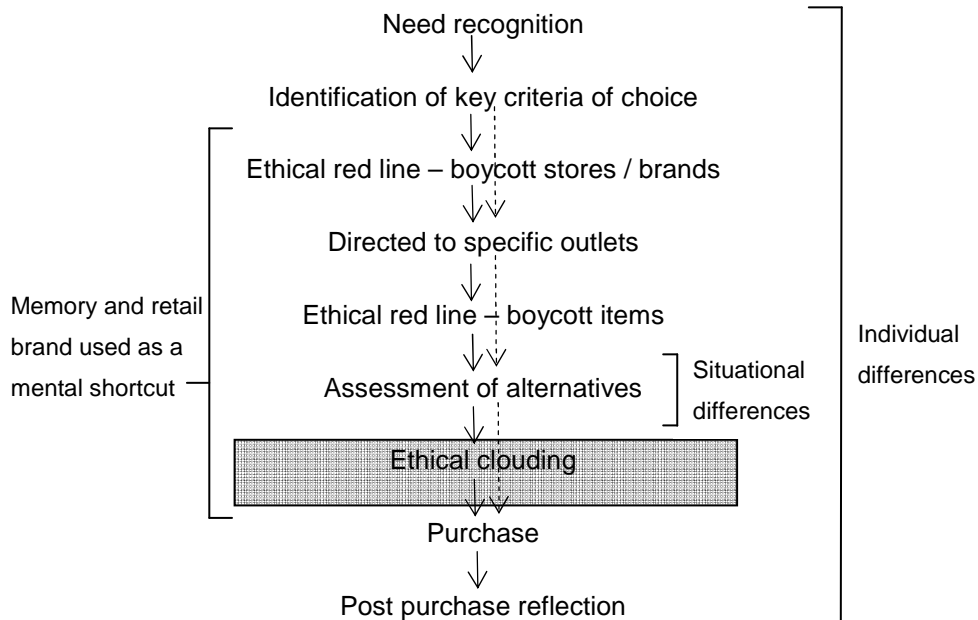 Need recognition
Identification of key criteria of choice
Ethical red line – boycott stores / brands
Directed to specific outlets
Ethical red line – boycott items
Assessment of alternatives
Ethical clouding
Purchase
Post purchase reflection
Memory and retail
brand used as a
mental shortcut
Situational
differences
Individual
differences